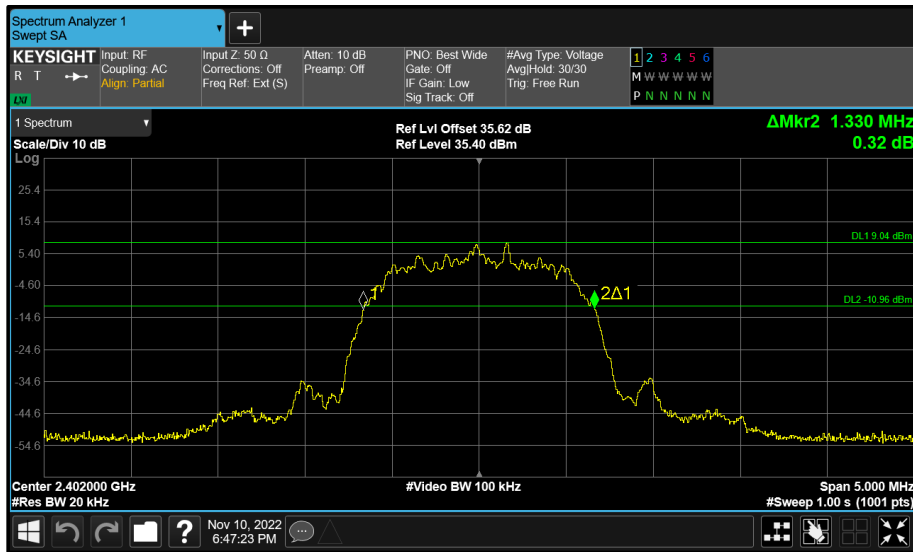 Spectrum Analyzer 1
Swept SA
KEYSIGHT
R T
LXI
Input: RF
Coupling: AC
Align: Partial
Input Z: 50 Ω
Corrections: Off
Freq Ref: Ext (S)
Atten: 10 dB
Preamp: Off
PNO: Best Wide
Gate: Off
IF Gain: Low
Sig Track: Off
#Avg Type: Voltage
Avg|Hold: 30/30
Trig: Free Run
1 2 3 4 5 6
M W W W W W
P N N N N N
1 Spectrum
Scale/Div 10 dB
Ref Lvl Offset 35.62 dB
Ref Level 35.40 dBm
ΔMkr2 1.330 MHz
0.32 dB
Log
25.4
15.4
DL1 9.04 dBm
5.40
-4.60
1
2Δ1
DL2 -10.96 dBm
-14.6
-24.6
-34.6
-44.6
-54.6
Center 2.402000 GHz
#Video BW 100 kHz
Span 5.000 MHz
#Res BW 20 kHz
#Sweep 1.00 s (1001 pts)
Nov 10, 2022
6:47:23 PM